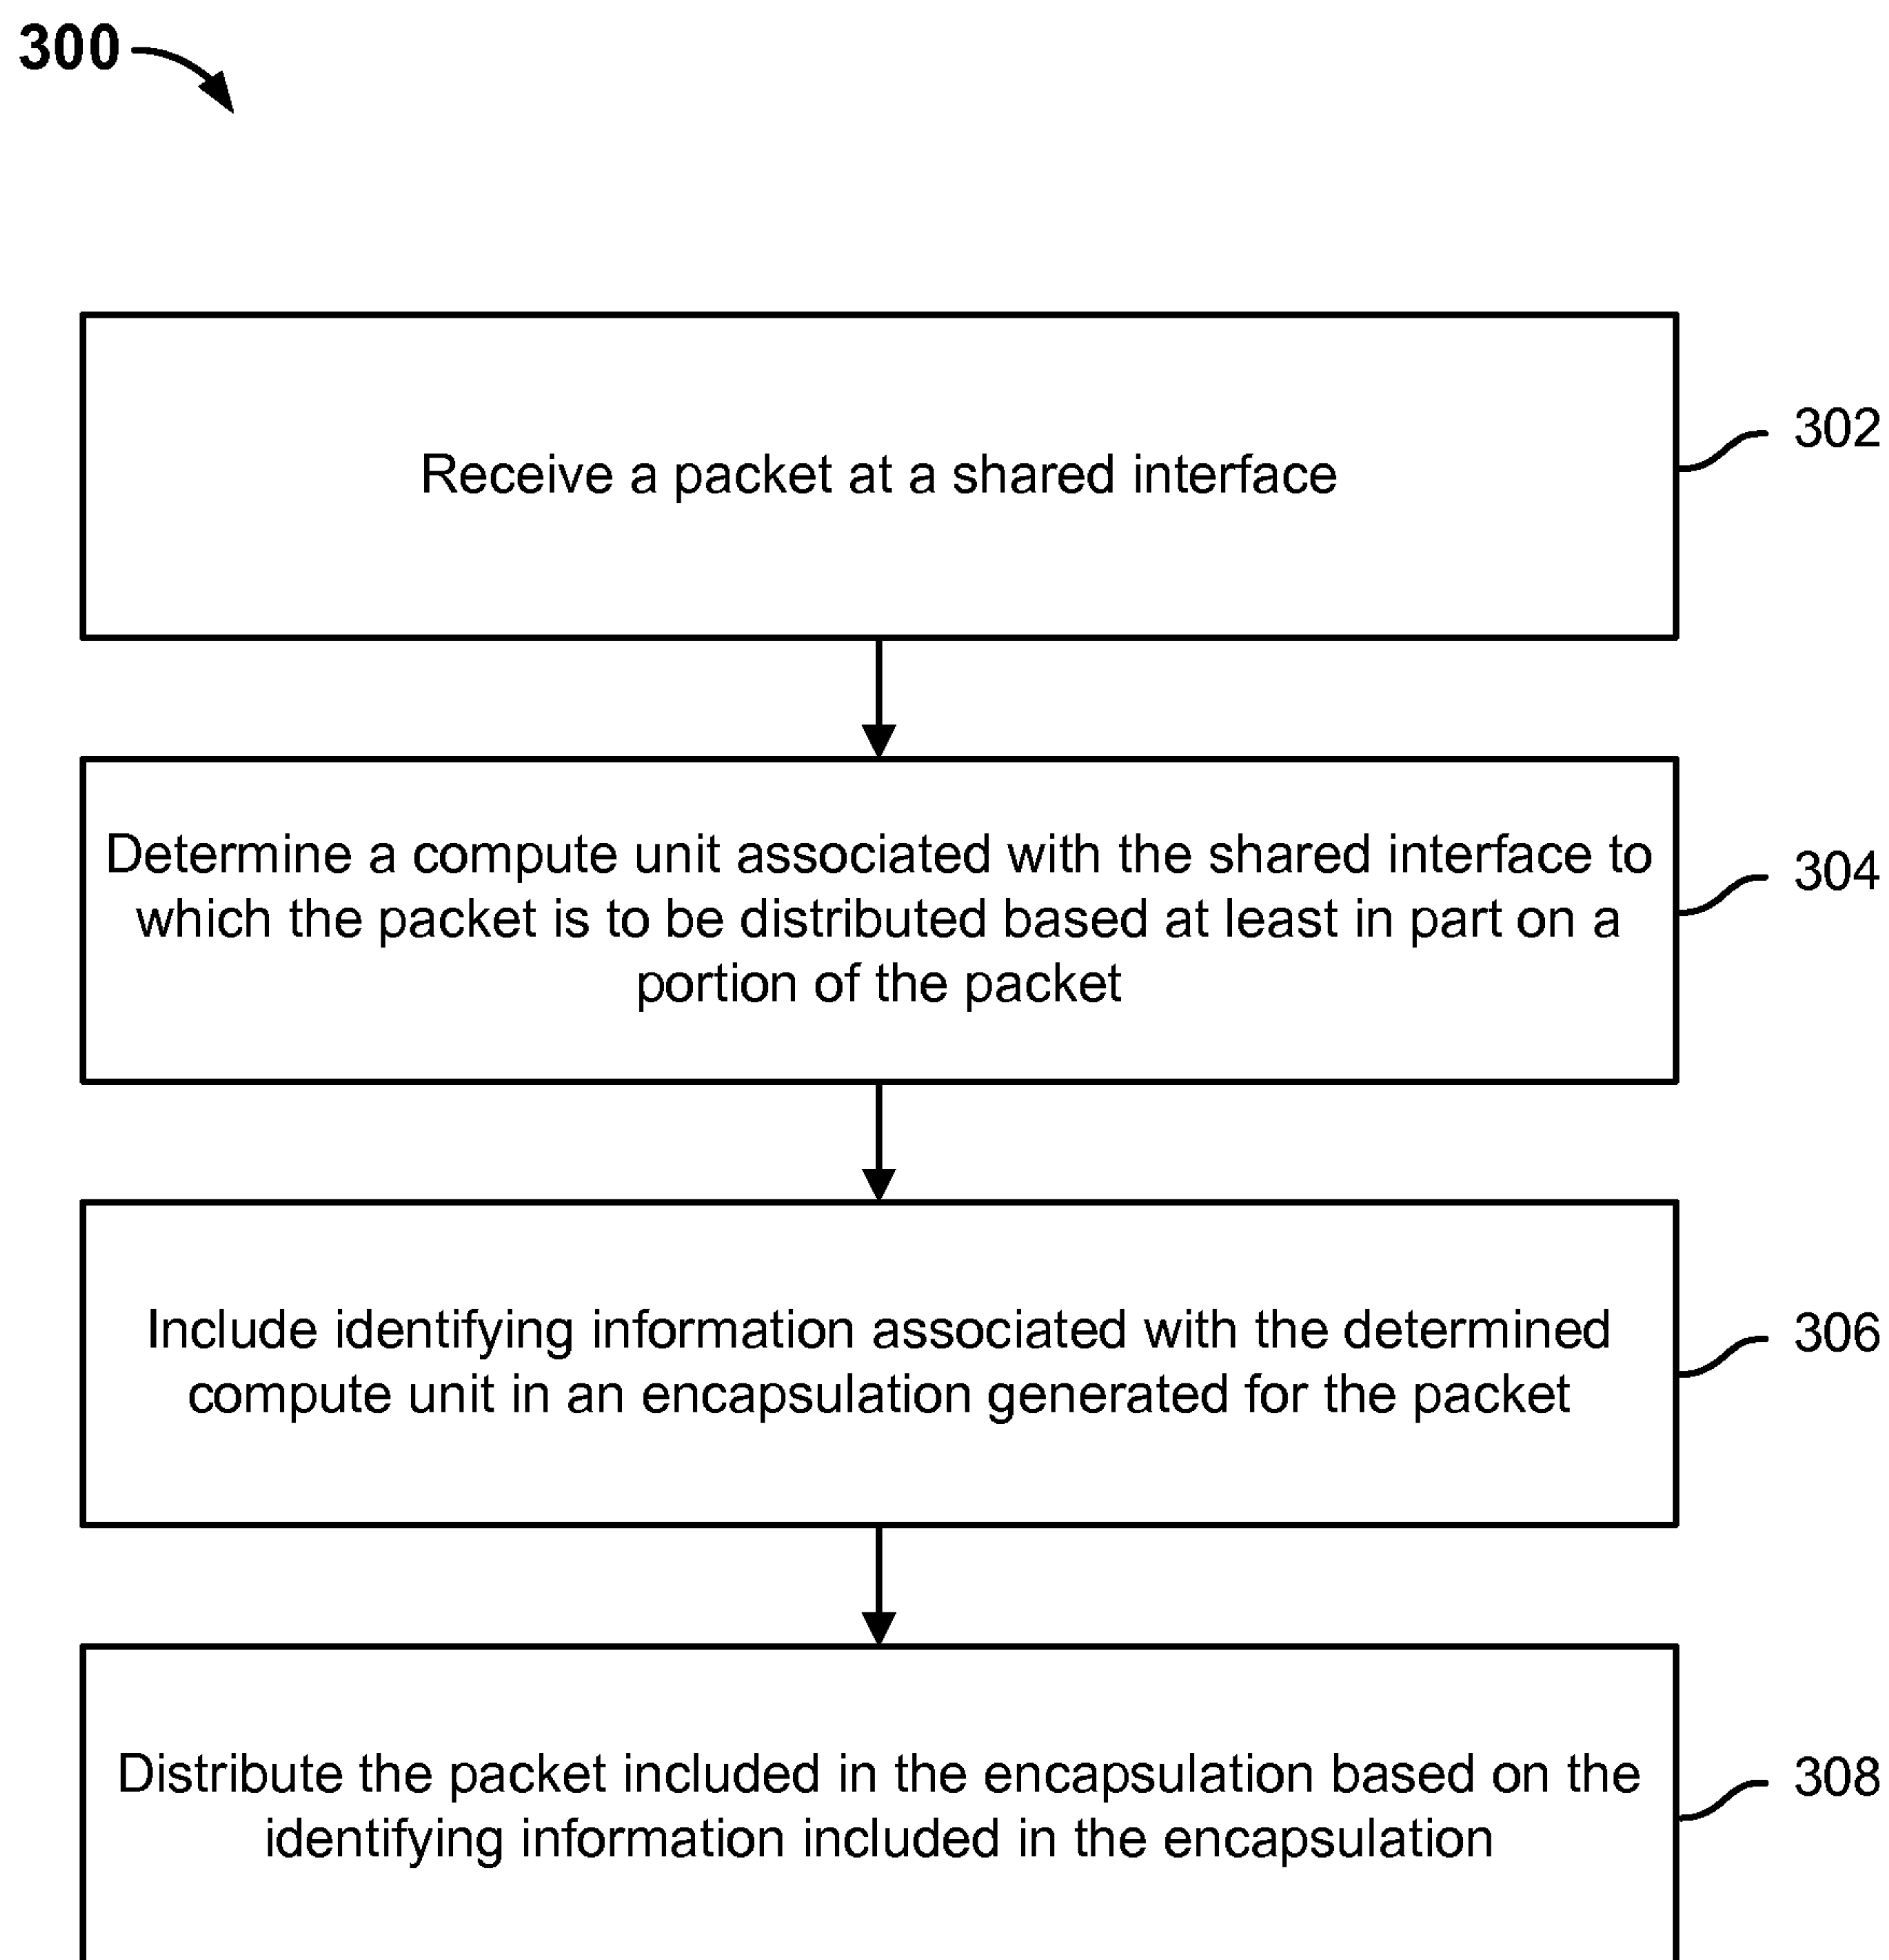 300
Receive a packet at a shared interface
302
Determine a compute unit associated with the shared interface to
which the packet is to be distributed based at least in part on a
portion of the packet
304
Include identifying information associated with the determined
compute unit in an encapsulation generated for the packet
306
Distribute the packet included in the encapsulation based on the
identifying information included in the encapsulation
308